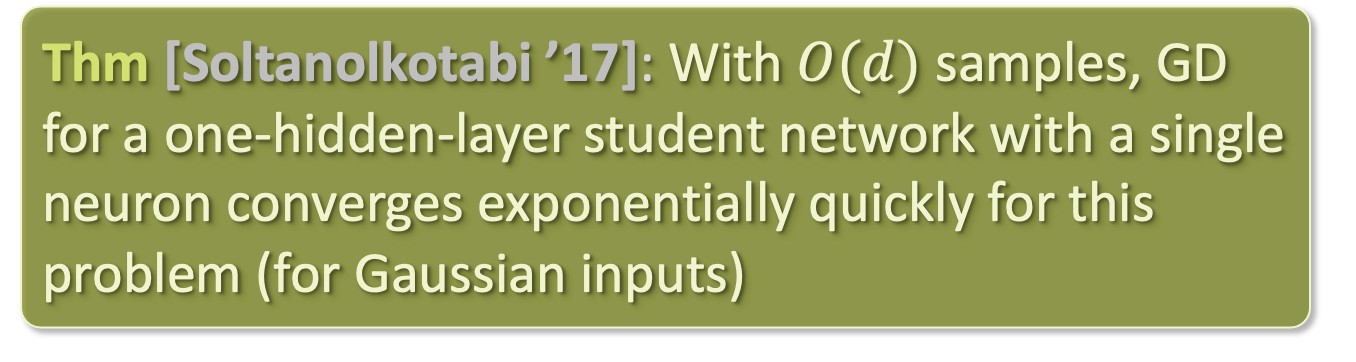 Thm [Soltanolkotabi ’17]: With O(d) samples, GD
for a one-hidden-layer student network with a single
neuron converges exponentially quickly for this
problem (for Gaussian inputs)